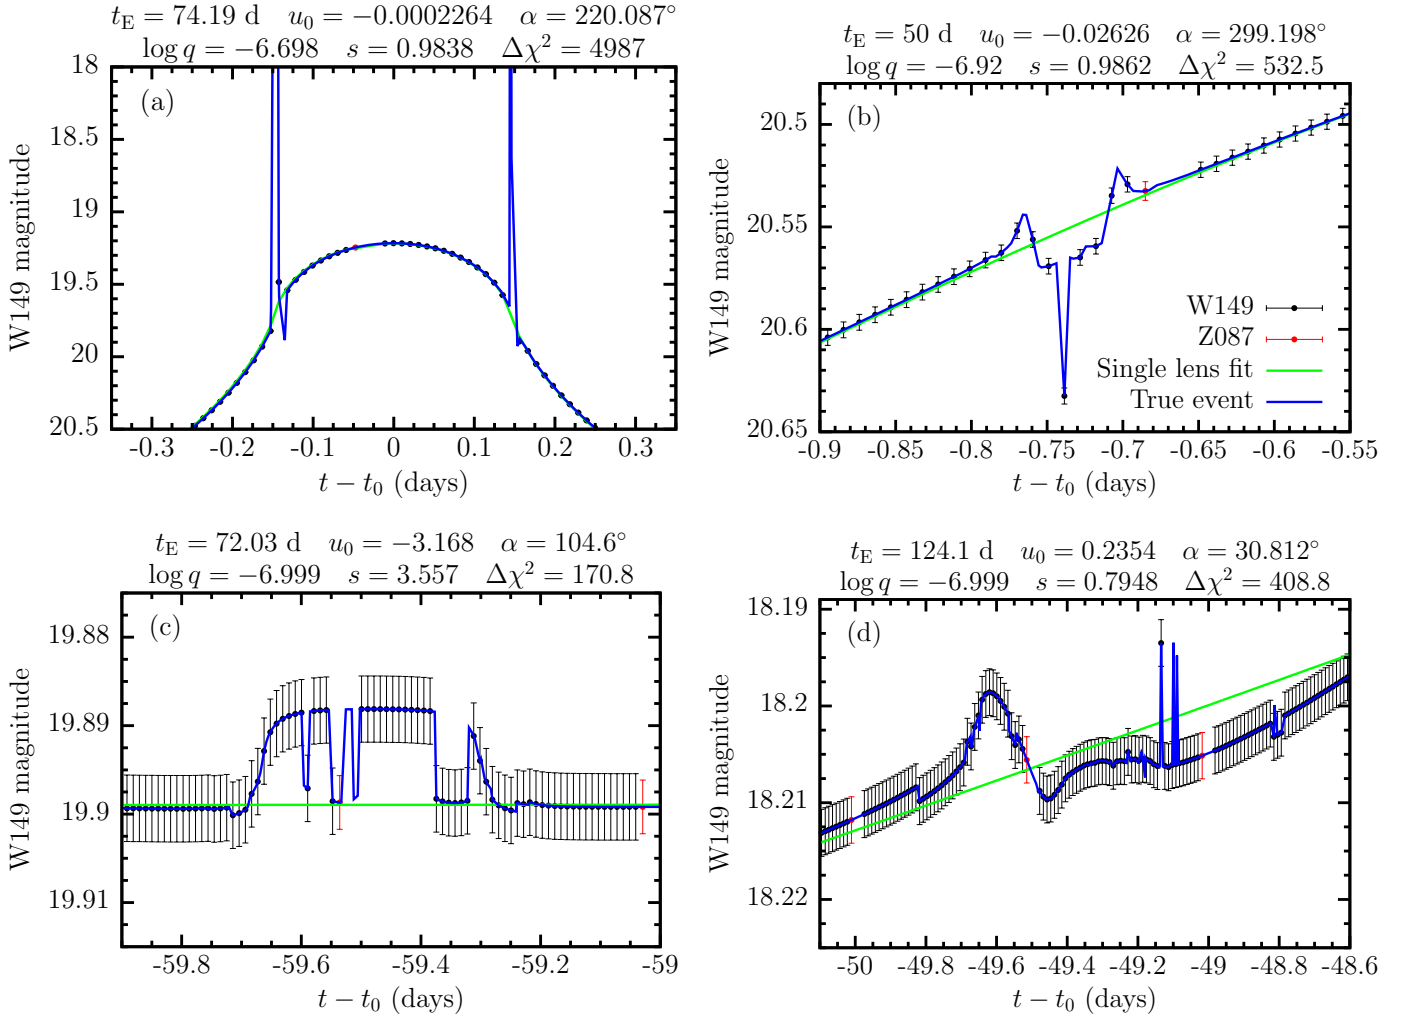 t_E = 74.19 d u_0 = −0.0002264 α = 220.087°
log q = −6.698 s = 0.9838 Δχ² = 4987
(a)
18
18.5
19
19.5
20
20.5
W149 magnitude
-0.3 -0.2 -0.1 0 0.1 0.2 0.3
t − t_0 (days)
t_E = 50 d u_0 = −0.02626 α = 299.198°
log q = −6.92 s = 0.9862 Δχ² = 532.5
(b)
20.5
20.55
20.6
20.65
W149 magnitude
W149
Z087
Single lens fit
True event
-0.9 -0.85 -0.8 -0.75 -0.7 -0.65 -0.6 -0.55
t − t_0 (days)
t_E = 72.03 d u_0 = −3.168 α = 104.6°
log q = −6.999 s = 3.557 Δχ² = 170.8
(c)
19.88
19.89
19.9
19.91
W149 magnitude
-59.8 -59.6 -59.4 -59.2 -59
t − t_0 (days)
t_E = 124.1 d u_0 = 0.2354 α = 30.812°
log q = −6.999 s = 0.7948 Δχ² = 408.8
(d)
18.19
18.2
18.21
18.22
W149 magnitude
-50 -49.8 -49.6 -49.4 -49.2 -49 -48.8 -48.6
t − t_0 (days)